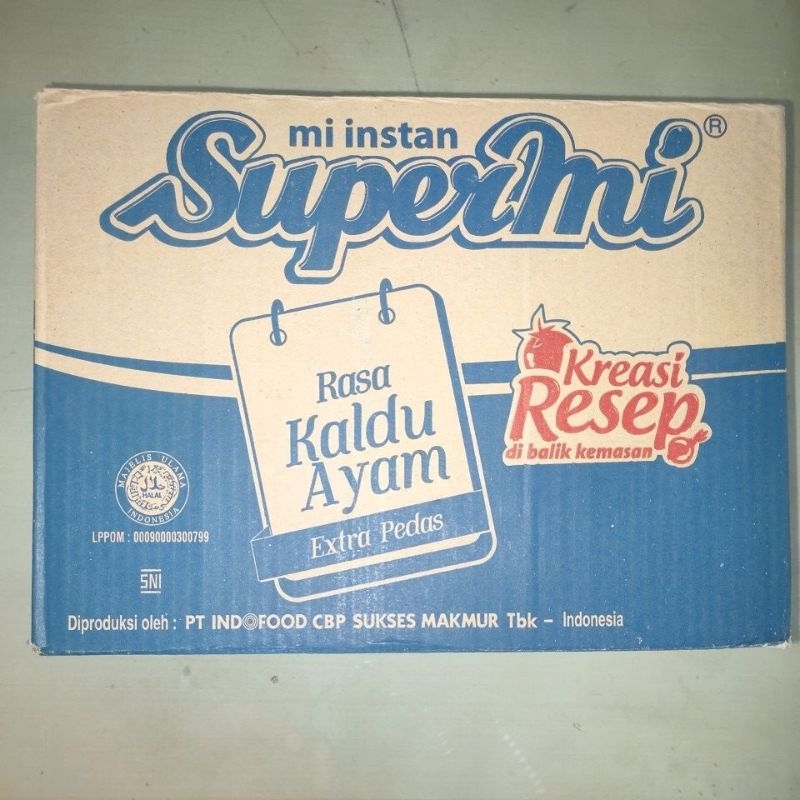 mi instan
SuperMi®
Rasa
Kaldu
Ayam
Extra Pedas
Kreasi
Resep
di balik kemasan
MAJELIS ULAMA
حلال
HALAL
INDONESIA
LPPOM : 00090000300799
SNI
Diproduksi oleh : PT INDOFOOD CBP SUKSES MAKMUR Tbk – Indonesia